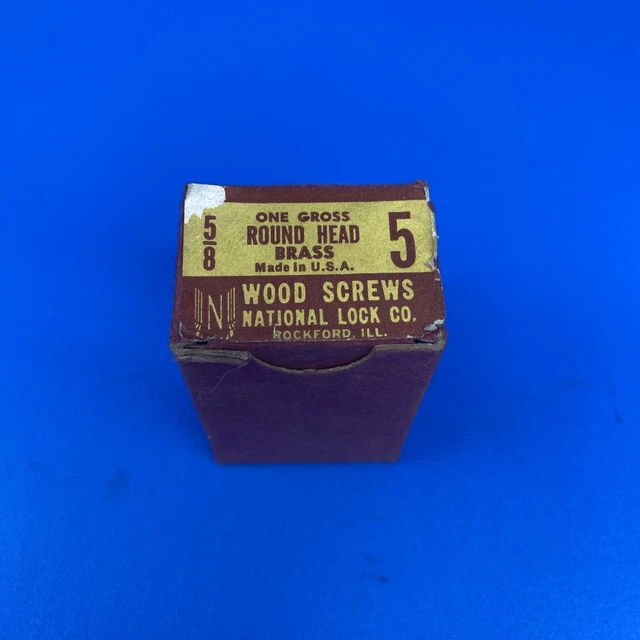 5/8
ONE GROSS
ROUND HEAD
BRASS
Made in U.S.A.
5
N
WOOD SCREWS
NATIONAL LOCK CO.
ROCKFORD, ILL.